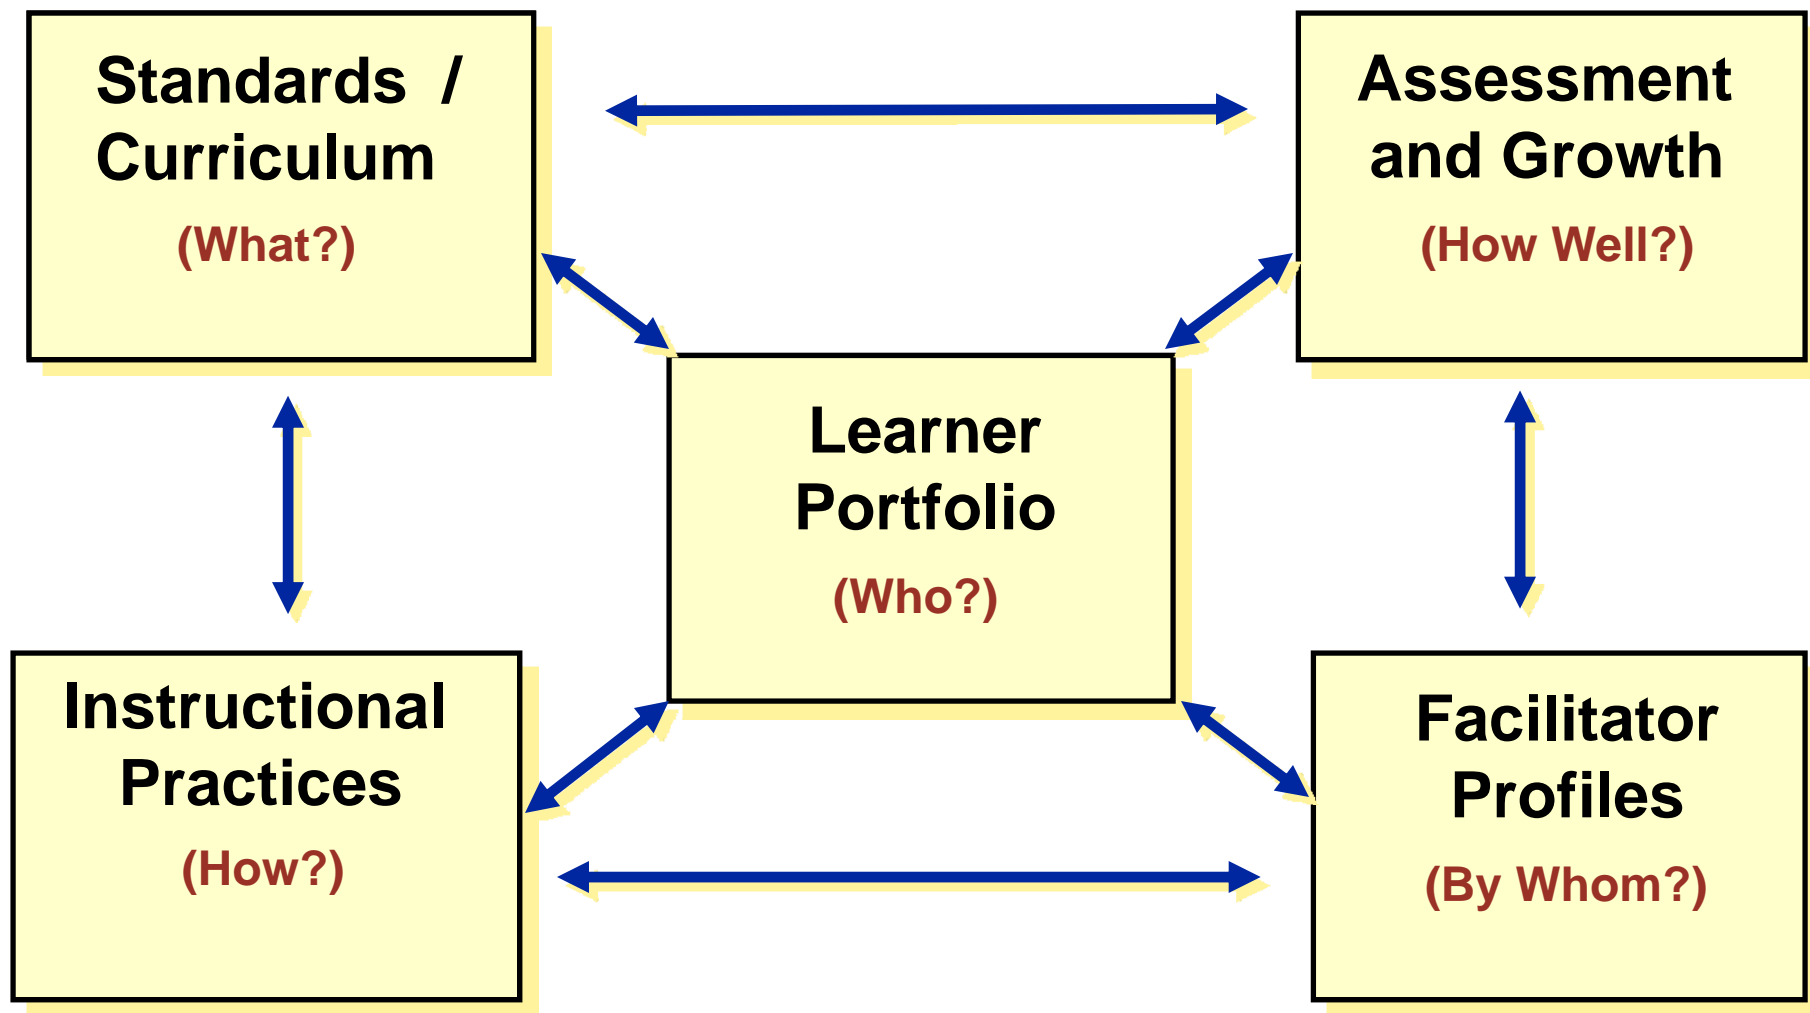 Standards /
Curriculum
(What?)
Assessment
and Growth
(How Well?)
Learner
Portfolio
(Who?)
Instructional
Practices
(How?)
Facilitator
Profiles
(By Whom?)